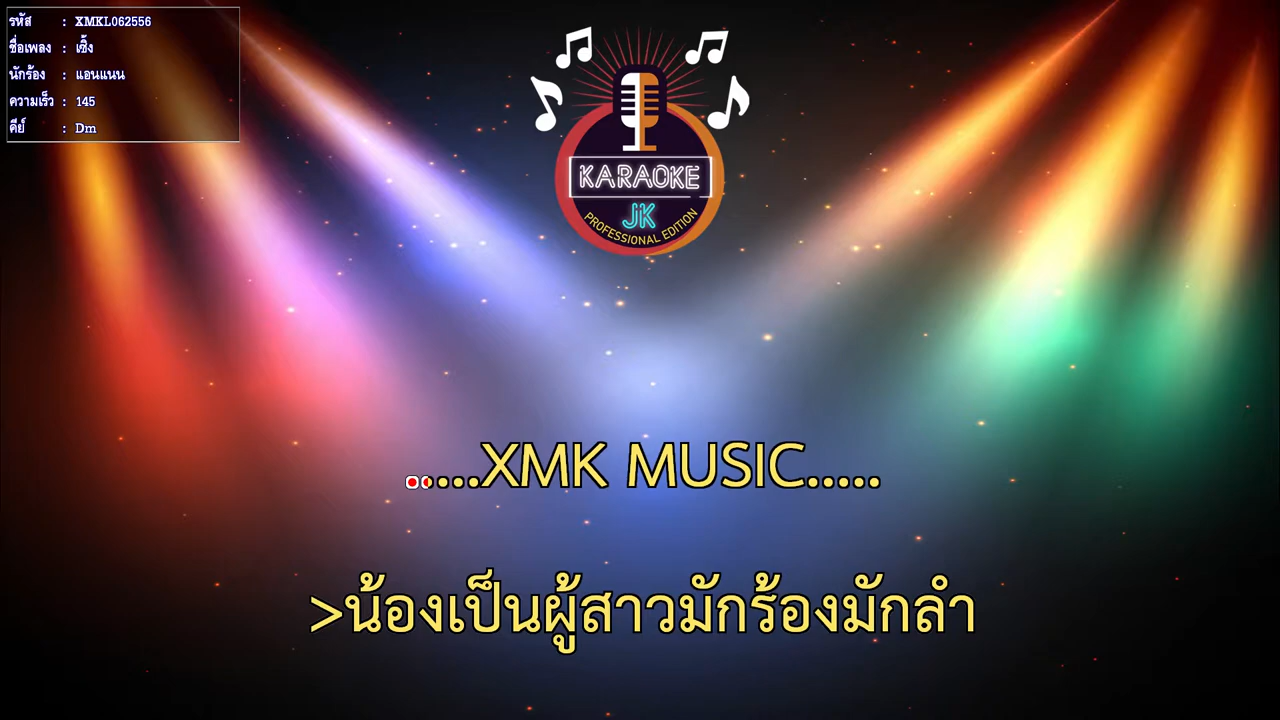 รหัส : XMKL062556
ชื่อเพลง : เซิ้ง
นักร้อง : แอนแนน
ความเร็ว : 145
คีย์ : Dm
KARAOKE
JK
PROFESSIONAL EDITION
.....XMK MUSIC.....
>น้องเป็นผู้สาวมักร้องมักลำ